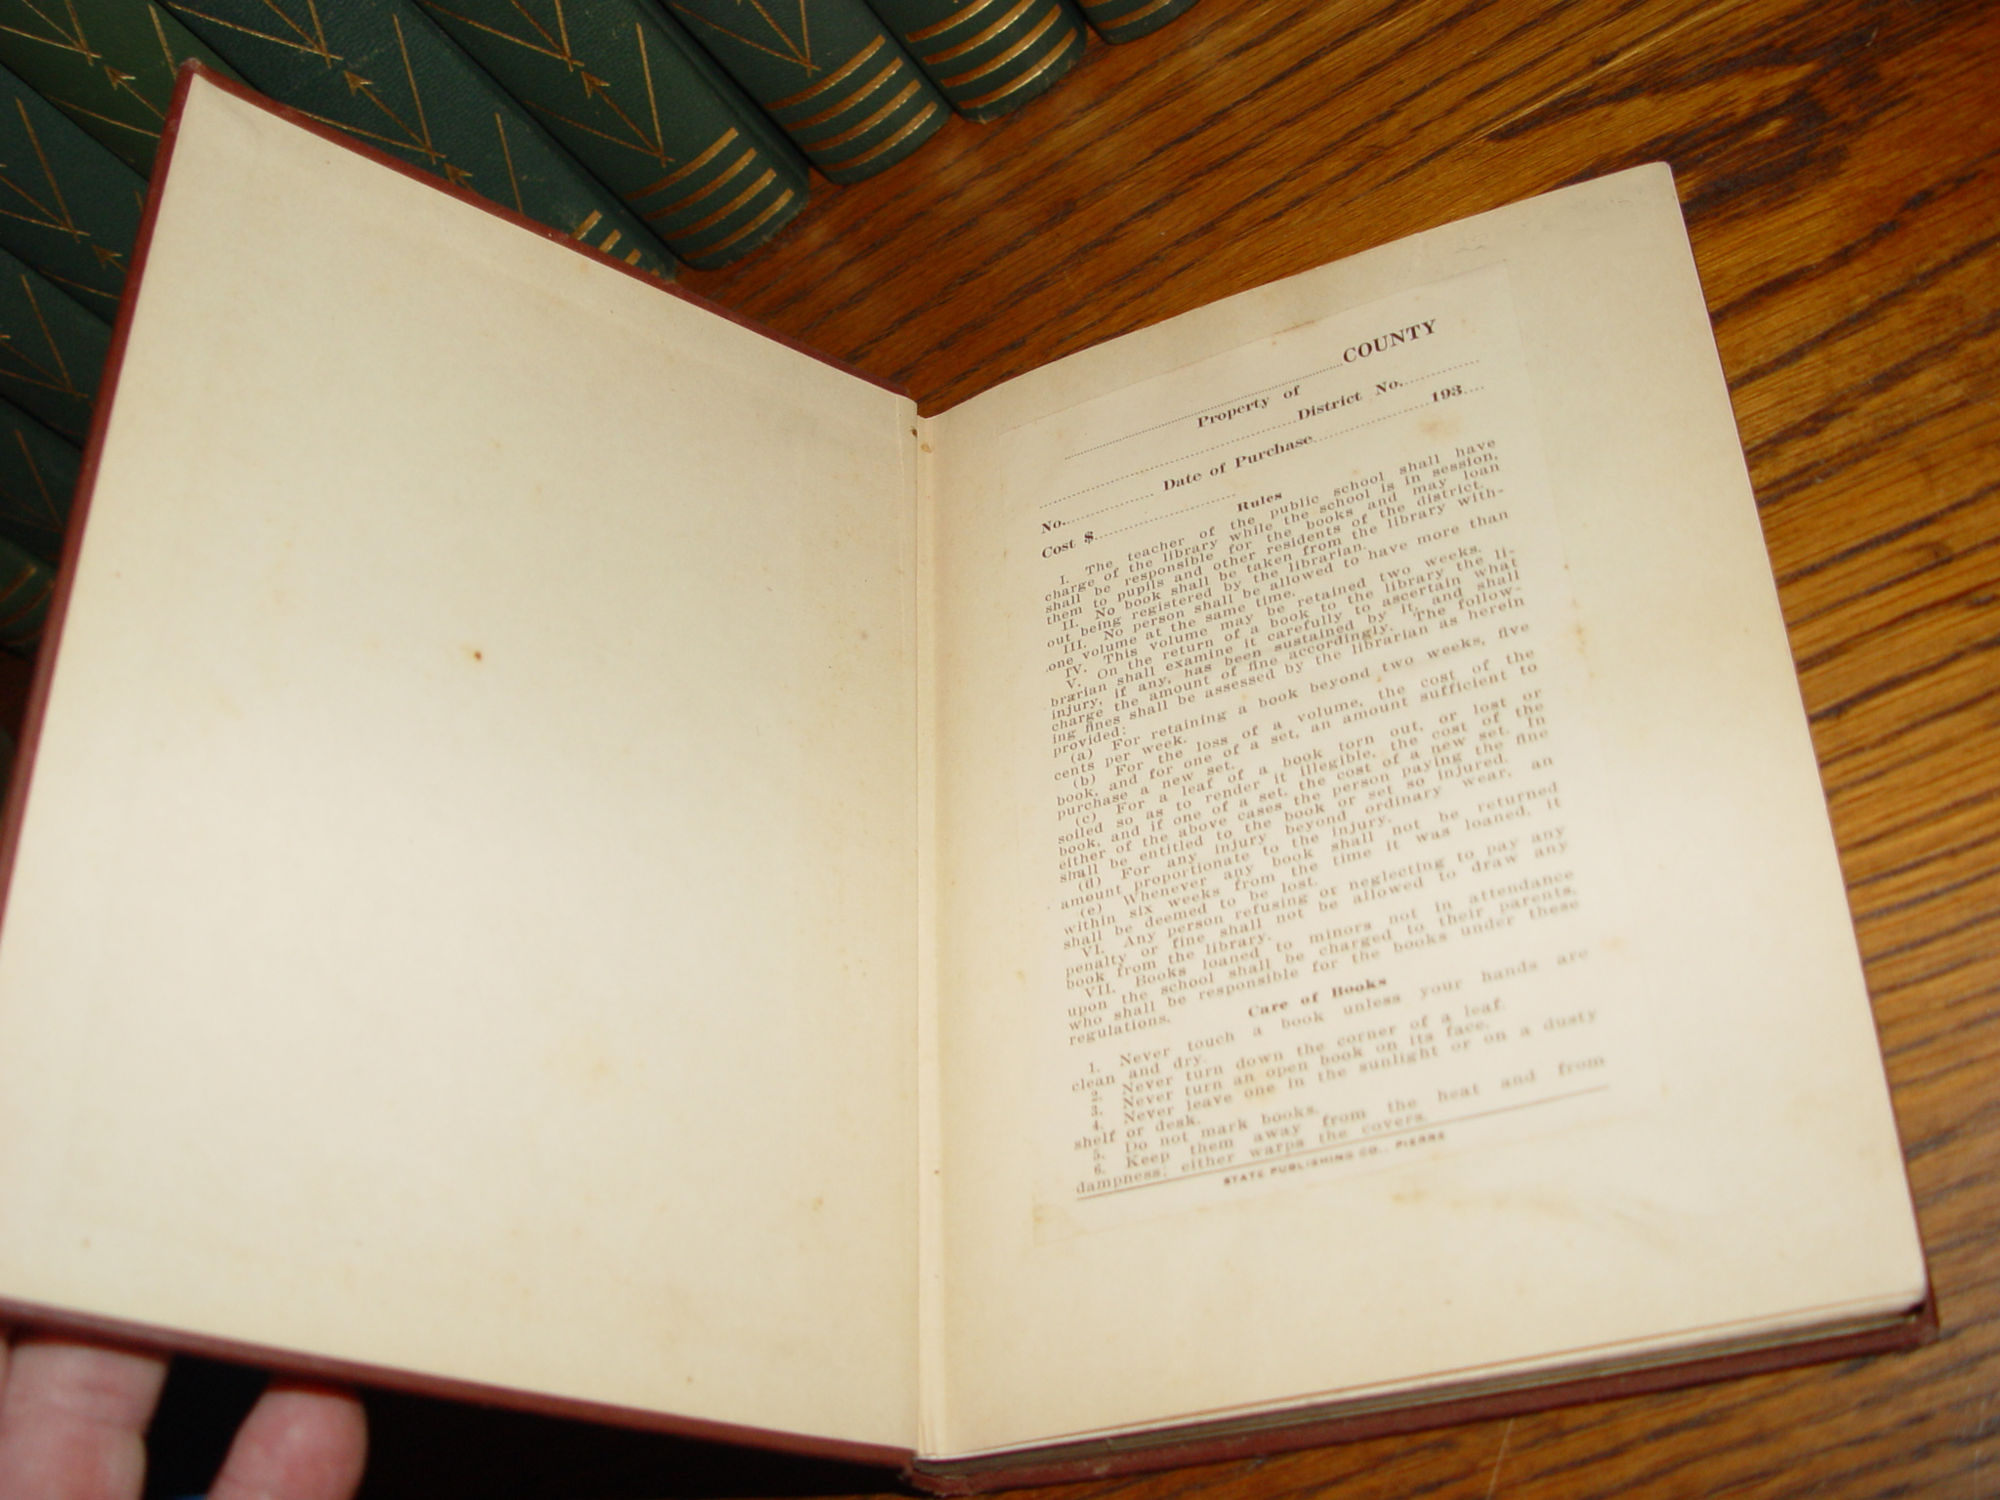 COUNTY
Property of
District No.
No. Date of Purchase 193
Cost $
Rules
I. The teacher of the public school shall have
charge of the library while the school is in session,
shall be responsible for the books and may loan
them to pupils and other residents of the district.
II. No book shall be taken from the library with-
out being registered by the librarian.
III. No person shall be allowed to have more than
one volume at the same time.
IV. This volume may be retained two weeks.
V. On the return of a book to the library the li-
brarian shall examine it carefully to ascertain what
injury, if any, has been sustained by it, and shall
charge the amount of fine accordingly. The follow-
ing fines shall be assessed by the librarian as herein
provided:
(a) For retaining a book beyond two weeks, five
cents per week.
(b) For the loss of a volume, the cost of the
book, and for one of a set, an amount sufficient to
purchase a new set.
(c) For a leaf of a book torn out, or lost or
soiled so as to render it illegible, the cost of the
book, and if one of a set, the cost of a new set. In
either of the above cases the person paying the fine
shall be entitled to the book or set so injured.
(d) For any injury beyond ordinary wear, an
amount proportionate to the injury.
(e) Whenever any book shall not be returned
within six weeks from the time it was loaned, it
shall be deemed to be lost.
VI. Any person refusing or neglecting to pay any
penalty or fine shall not be allowed to draw any
book from the library.
VII. Books loaned to minors not in attendance
upon the school shall be charged to their parents,
who shall be responsible for the books under these
regulations.
Care of Books
1. Never touch a book unless your hands are
clean and dry.
2. Never turn down the corner of a leaf.
3. Never turn an open book on its face.
4. Never leave one in the sunlight or on a dusty
shelf or desk.
5. Do not mark books.
6. Keep them away from the heat and from
dampness; either warps the covers.
STATE PUBLISHING CO., PIERRE